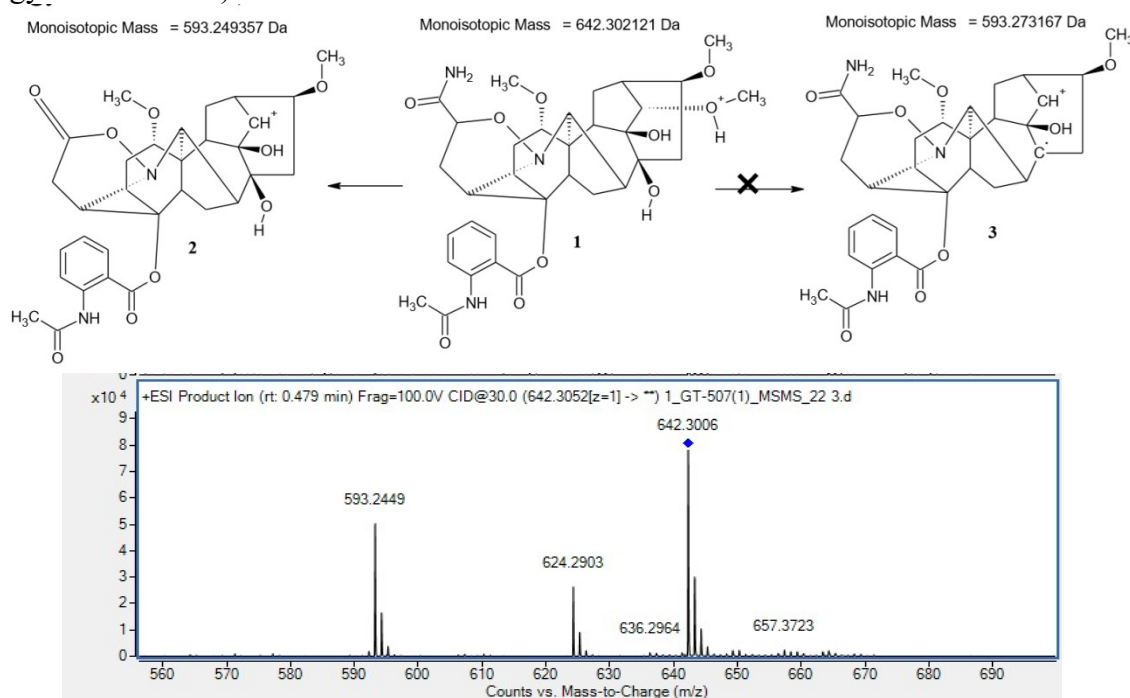 Monoisotopic Mass = 593.249357 Da
Monoisotopic Mass = 642.302121 Da
Monoisotopic Mass = 593.273167 Da
O
O
N
H3C
O
CH+
O
CH3
OH
O
H
O
O
NH
H3C
O
2
NH2
O
O
N
H3C
O
O
CH3
O+
CH3
H
OH
O
H
O
O
NH
H3C
O
1
NH2
O
O
N
H3C
O
H3C
O
CH+
OH
C·
O
O
NH
H3C
O
3
x10 4
+ESI Product Ion (rt: 0.479 min) Frag=100.0V CID@30.0 (642.3052[z=1] -> **) 1_GT-507(1)_MSMS_22 3.d
9
8
7
6
5
4
3
2
1
0
642.3006
593.2449
624.2903
636.2964
657.3723
560 570 580 590 600 610 620 630 640 650 660 670 680 690
Counts vs. Mass-to-Charge (m/z)